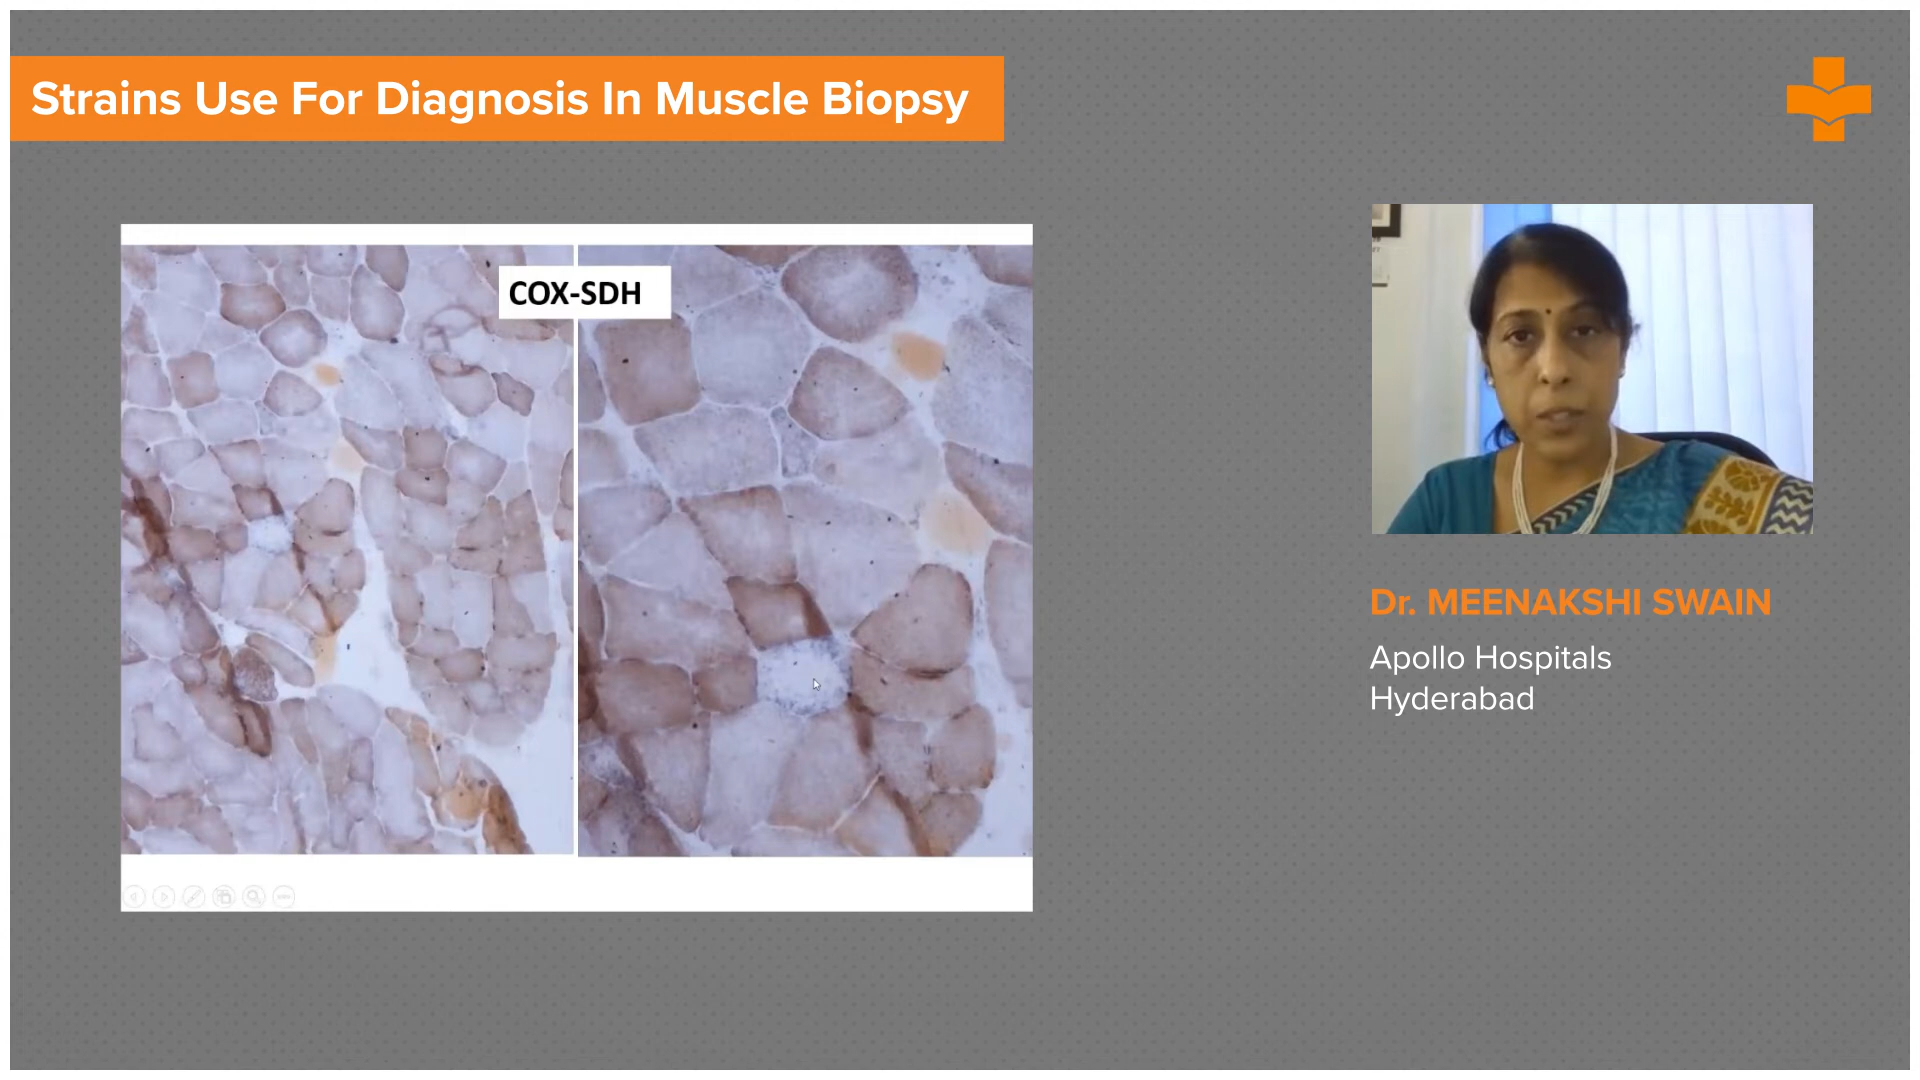 Strains Use For Diagnosis In Muscle Biopsy
COX-SDH
Dr. MEENAKSHI SWAIN
Apollo Hospitals
Hyderabad